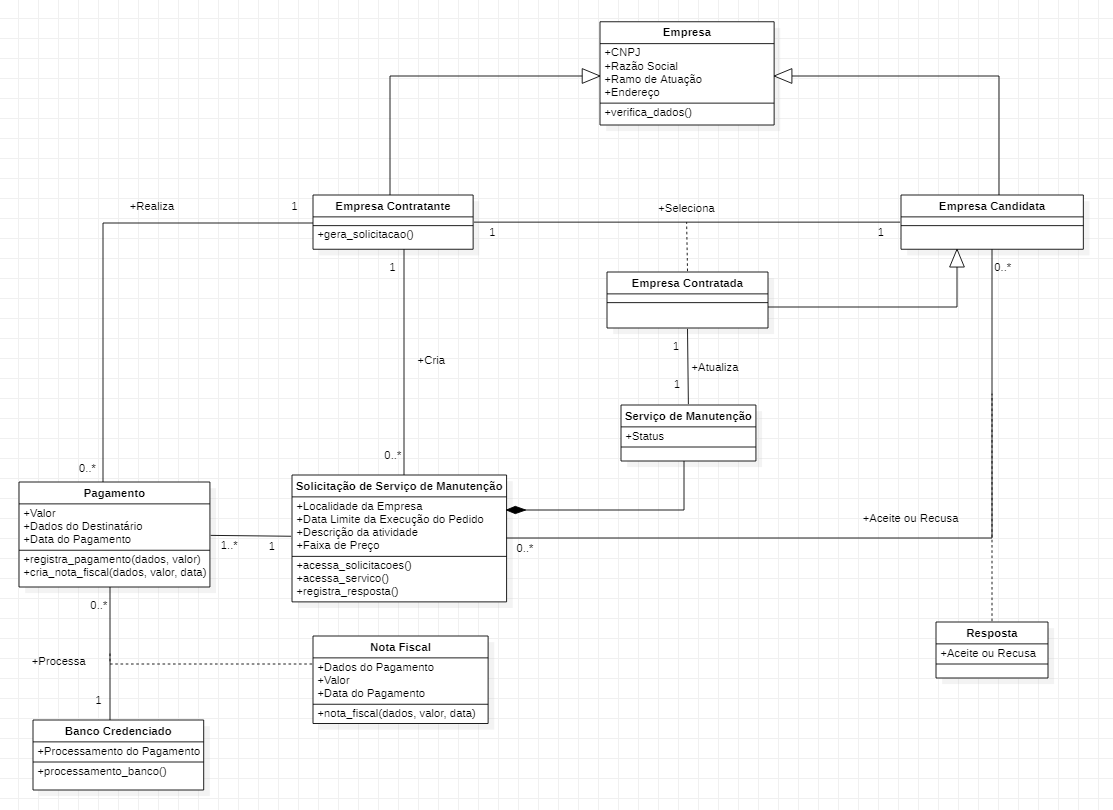 Empresa
+CNPJ
+Razão Social
+Ramo de Atuação
+Endereço
+verifica_dados()
+Realiza
1
Empresa Contratante
+gera_solicitacao()
1
+Seleciona
1
Empresa Candidata
1
0..*
Empresa Contratada
1
+Atualiza
1
+Cria
Serviço de Manutenção
+Status
0..*
0..*
Pagamento
+Valor
+Dados do Destinatário
+Data do Pagamento
+registra_pagamento(dados, valor)
+cria_nota_fiscal(dados, valor, data)
1..*
1
Solicitação de Serviço de Manutenção
+Localidade da Empresa
+Data Limite da Execução do Pedido
+Descrição da atividade
+Faixa de Preço
+acessa_solicitacoes()
+acessa_servico()
+registra_resposta()
0..*
+Aceite ou Recusa
0..*
+Processa
1
Nota Fiscal
+Dados do Pagamento
+Valor
+Data do Pagamento
+nota_fiscal(dados, valor, data)
Resposta
+Aceite ou Recusa
Banco Credenciado
+Processamento do Pagamento
+processamento_banco()